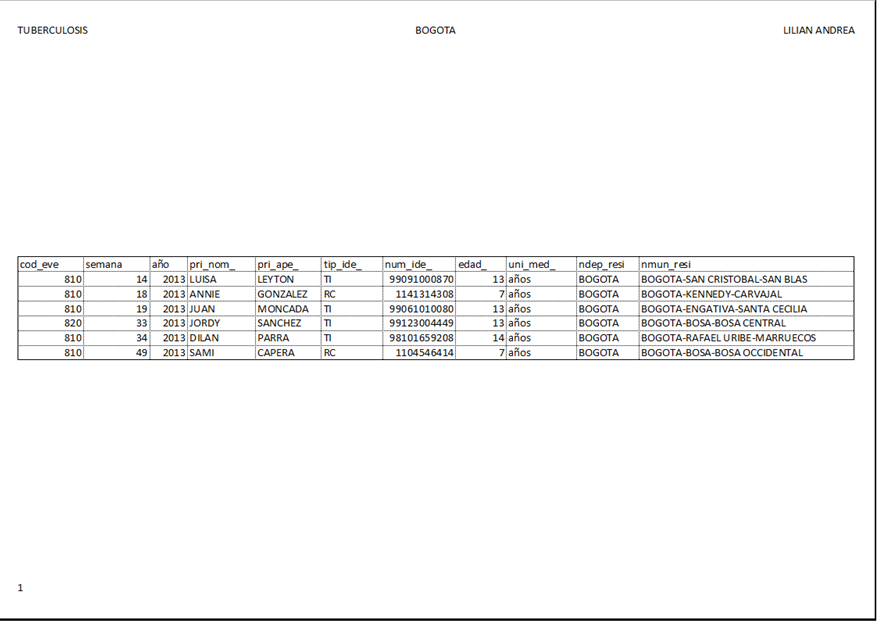 TUBERCULOSIS BOGOTA LILIAN ANDREA
cod_eve semana año pri_nom_ pri_ape_ tip_ide_ num_ide_ edad_ uni_med_ ndep_resi nmun_resi
810 14 2013 LUISA LEYTON TI 99091000870 13 años BOGOTA BOGOTA-SAN CRISTOBAL-SAN BLAS
810 18 2013 ANNIE GONZALEZ RC 1141314308 7 años BOGOTA BOGOTA-KENNEDY-CARVAJAL
810 19 2013 JUAN MONCADA TI 99061010080 13 años BOGOTA BOGOTA-ENGATIVA-SANTA CECILIA
820 33 2013 JORDY SANCHEZ TI 99123004449 13 años BOGOTA BOGOTA-BOSA-BOSA CENTRAL
810 34 2013 DILAN PARRA TI 98101659208 14 años BOGOTA BOGOTA-RAFAEL URIBE-MARRUECOS
810 49 2013 SAMI CAPERA RC 1104546414 7 años BOGOTA BOGOTA-BOSA-BOSA OCCIDENTAL
1